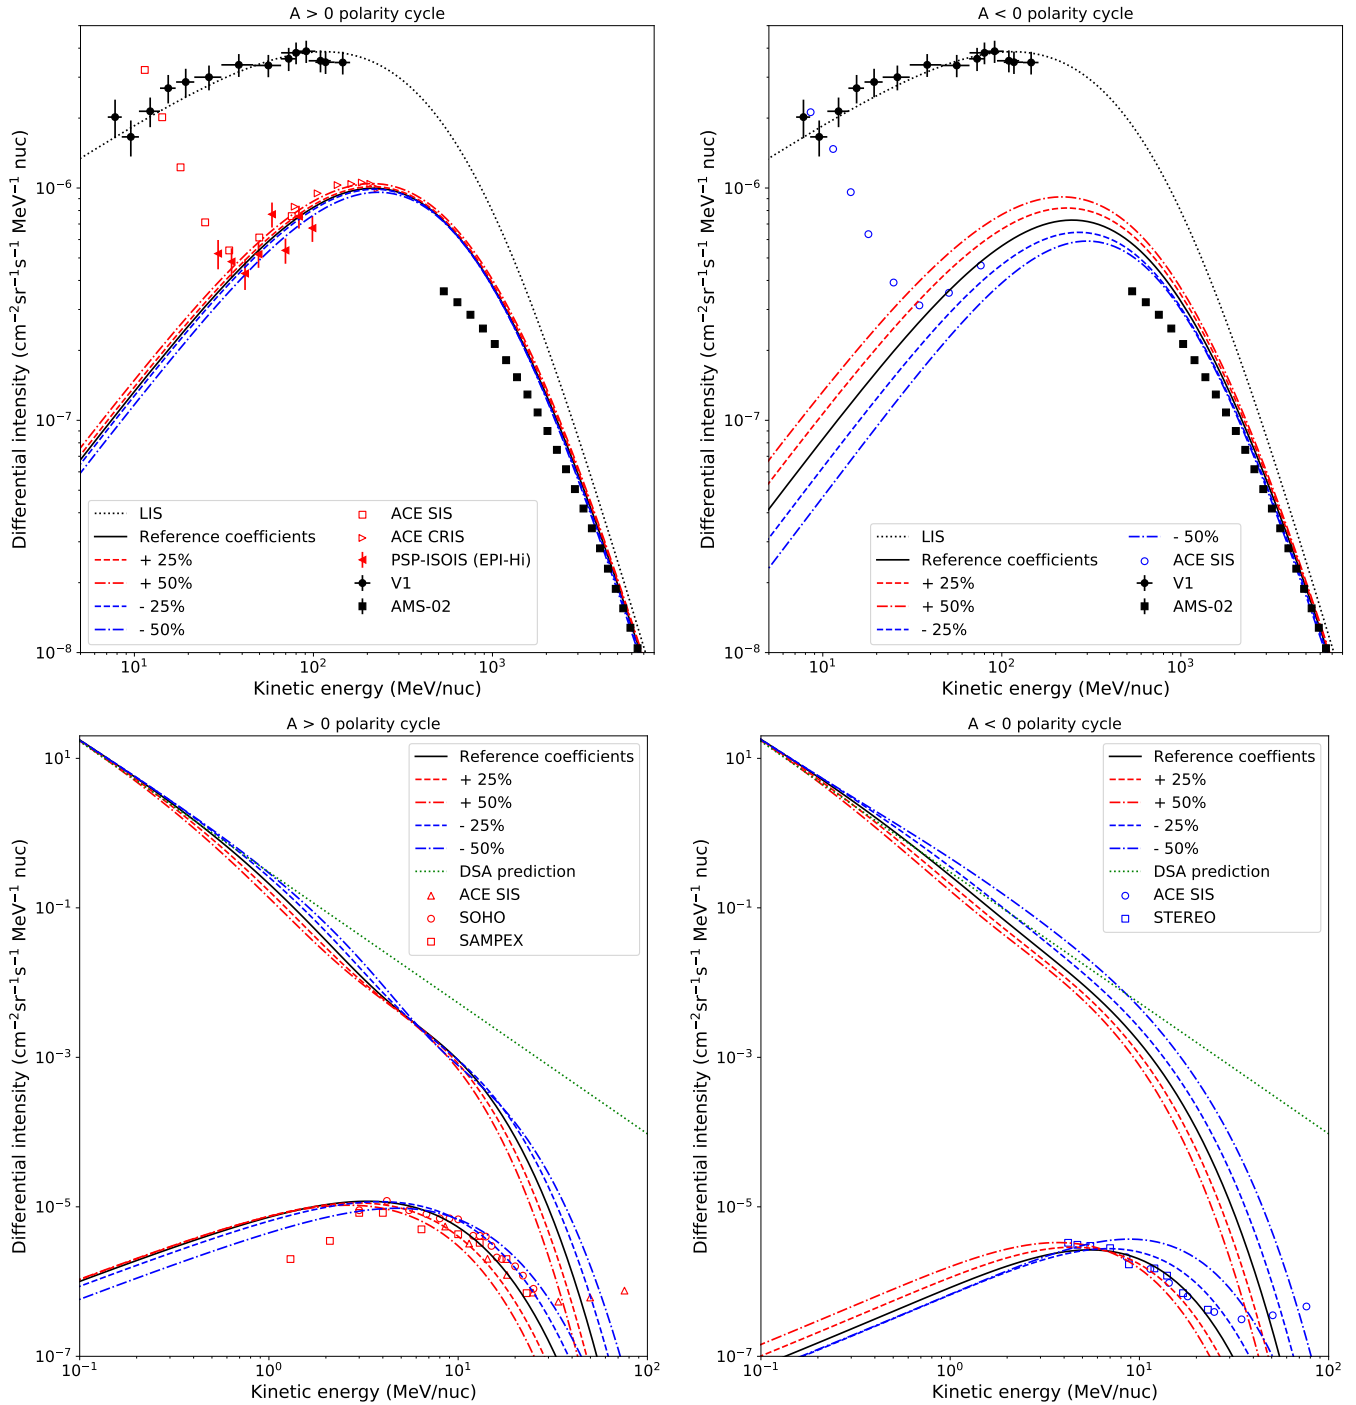 A > 0 polarity cycle
Differential intensity (cm⁻²sr⁻¹s⁻¹ MeV⁻¹ nuc)
10⁻⁶
10⁻⁷
10⁻⁸
LIS
Reference coefficients
+ 25%
+ 50%
- 25%
- 50%
ACE SIS
ACE CRIS
PSP-ISOIS (EPI-Hi)
V1
AMS-02
10¹ 10² 10³
Kinetic energy (MeV/nuc)
A < 0 polarity cycle
Differential intensity (cm⁻²sr⁻¹s⁻¹ MeV⁻¹ nuc)
10⁻⁶
10⁻⁷
10⁻⁸
LIS
Reference coefficients
+ 25%
+ 50%
- 25%
- 50%
ACE SIS
V1
AMS-02
10¹ 10² 10³
Kinetic energy (MeV/nuc)
A > 0 polarity cycle
Differential intensity (cm⁻²sr⁻¹s⁻¹ MeV⁻¹ nuc)
10¹
10⁻¹
10⁻³
10⁻⁵
10⁻⁷
Reference coefficients
+ 25%
+ 50%
- 25%
- 50%
DSA prediction
ACE SIS
SOHO
SAMPEX
10⁻¹ 10⁰ 10¹ 10²
Kinetic energy (MeV/nuc)
A < 0 polarity cycle
Differential intensity (cm⁻²sr⁻¹s⁻¹ MeV⁻¹ nuc)
10¹
10⁻¹
10⁻³
10⁻⁵
10⁻⁷
Reference coeffients
+ 25%
+ 50%
- 25%
- 50%
DSA prediction
ACE SIS
STEREO
10⁻¹ 10⁰ 10¹ 10²
Kinetic energy (MeV/nuc)